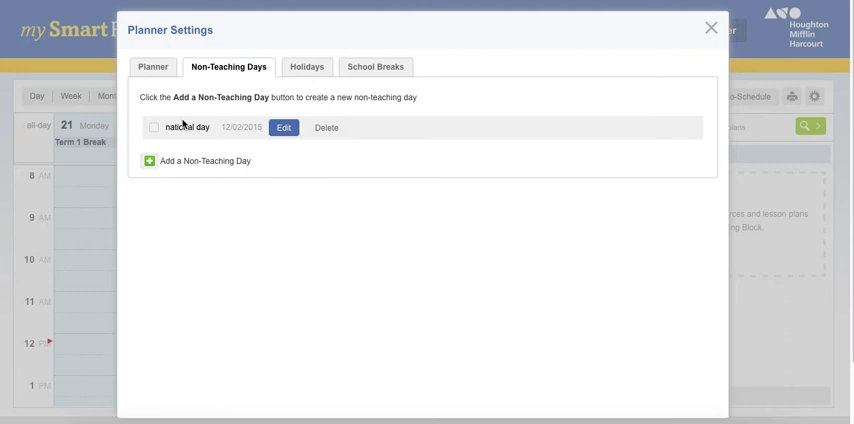 my Smart
Planner Settings
Houghton
Mifflin
Harcourt
Planner
Non-Teaching Days
Holidays
School Breaks
Click the Add a Non-Teaching Day button to create a new non-teaching day
Day
Week
o-Schedule
all-day
21 Monday
national day
12/02/2015
Edit
Delete
Term 1 Break
Add a Non-Teaching Day
8 AM
9 AM
10 AM
11 AM
12 PM
1 PM
rces and lesson plans
ng Block.